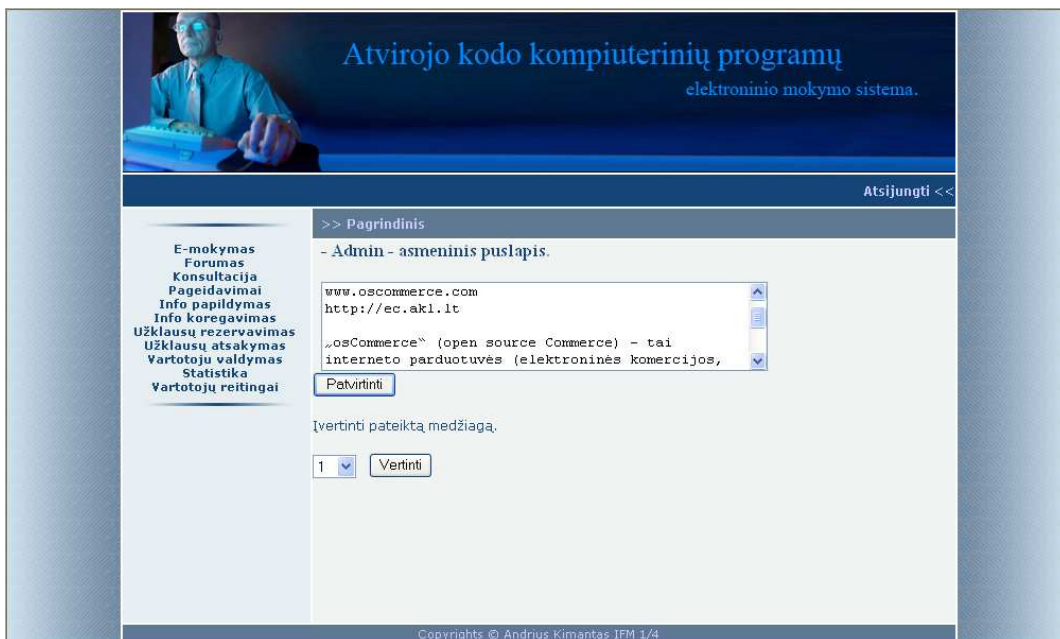 Atvirojo kodo kompiuterinių programų
elektroninio mokymo sistema.
Atsijungti <<
>> Pagrindinis
E-mokymas
Forumas
Konsultacija
Pageidavimai
Info papildymas
Info koregavimas
Užklausų rezervavimas
Užklausų atsakymas
Vartotoju valdymas
Statistika
Vartotojų reitingai
- Admin - asmeninis puslapis.
www.oscommerce.com
http://ec.akl.lt
„osCommerce“ (open source Commerce) – tai
interneto parduotuvės (elektroninės komercijos,
Patvirtinti
Įvertinti pateiktą medžiagą.
1
Vertinti
Copyrights © Andrius Kimantas IFM 1/4